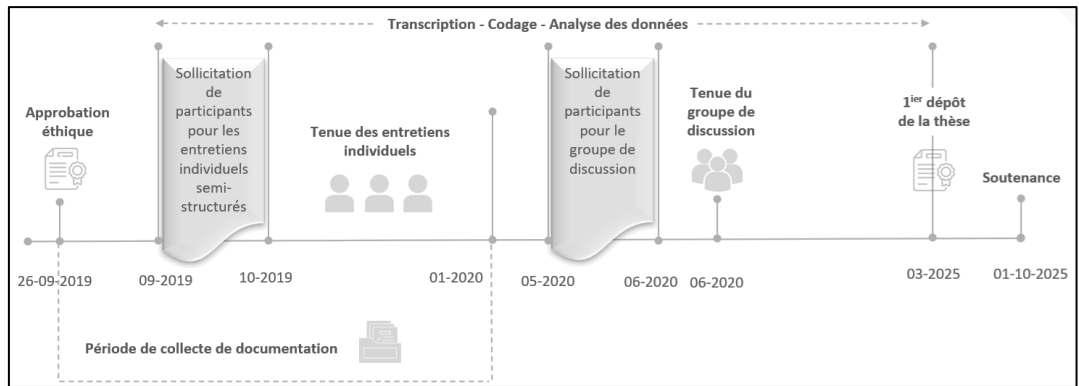 Transcription - Codage - Analyse des données
Approbation
éthique
Sollicitation
de
participants
pour les
entretiens
individuels
semi-
structurés
Tenue des entretiens
individuels
Sollicitation
de
participants
pour le
groupe de
discussion
Tenue du
groupe de
discussion
1ier dépôt
de la thèse
Soutenance
26-09-2019
09-2019
10-2019
01-2020
05-2020
06-2020
06-2020
03-2025
01-10-2025
Période de collecte de documentation